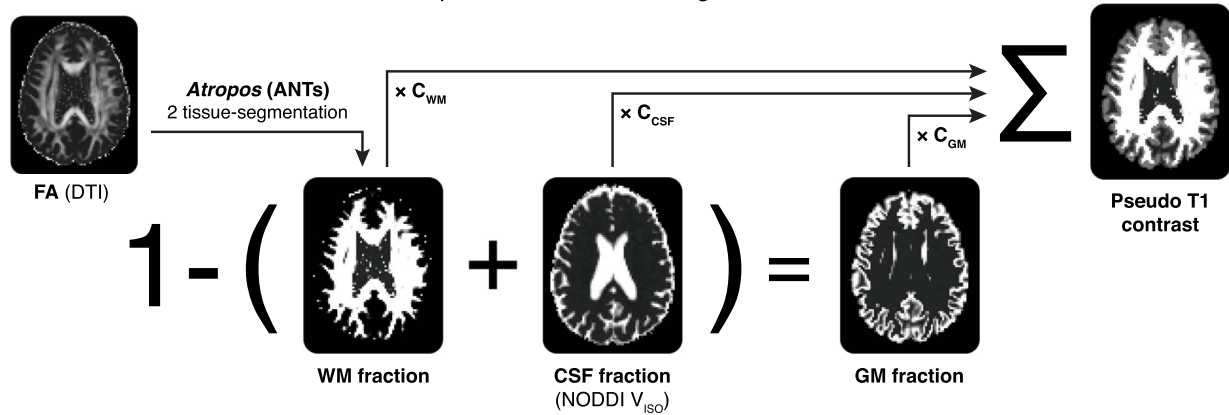 Atropos (ANTs)
2 tissue-segmentation
FA (DTI)
× C_WM
× C_CSF
× C_GM
∑
Pseudo T1
contrast
1 - ( + ) =
WM fraction
CSF fraction
(NODDI V_ISO)
GM fraction